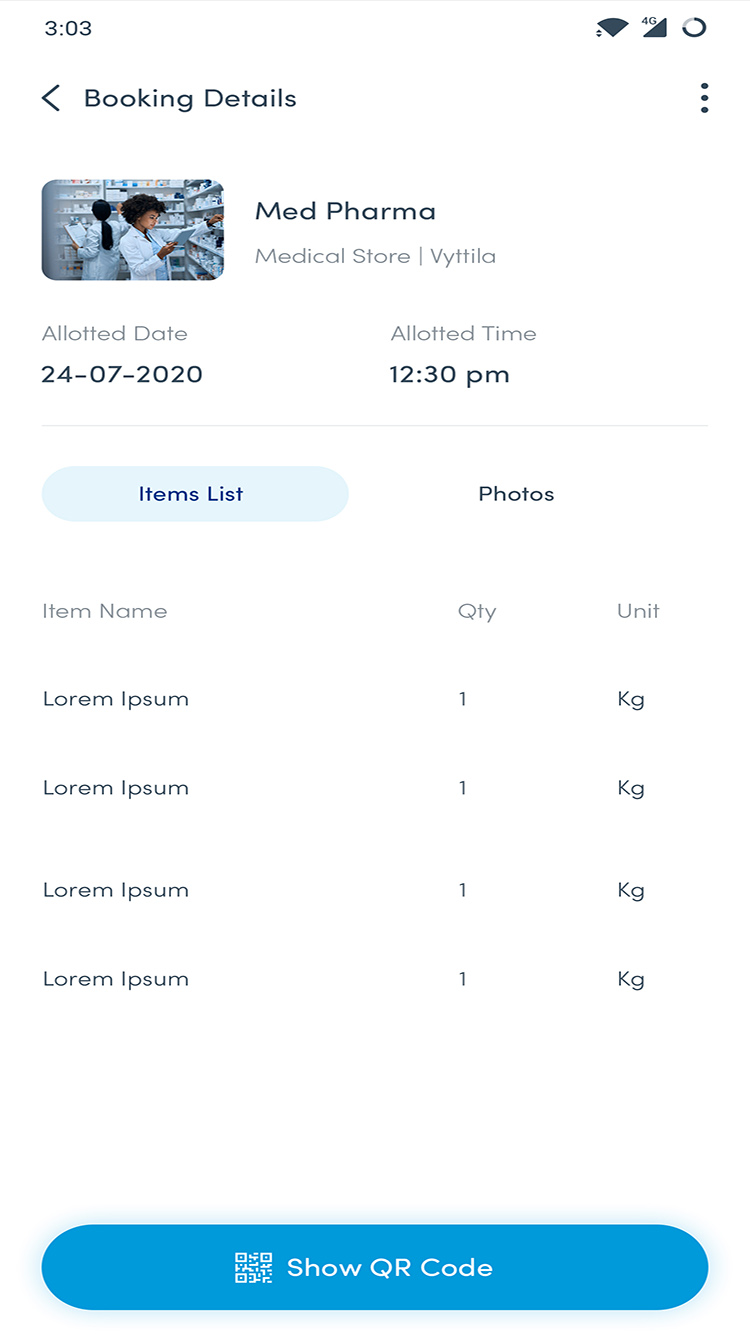 3:03
4G
Booking Details
Med Pharma
Medical Store | Vyttila
Allotted Date Allotted Time
24-07-2020 12:30 pm
Items List Photos
Item Name Qty Unit
Lorem Ipsum 1 Kg
Lorem Ipsum 1 Kg
Lorem Ipsum 1 Kg
Lorem Ipsum 1 Kg
Show QR Code